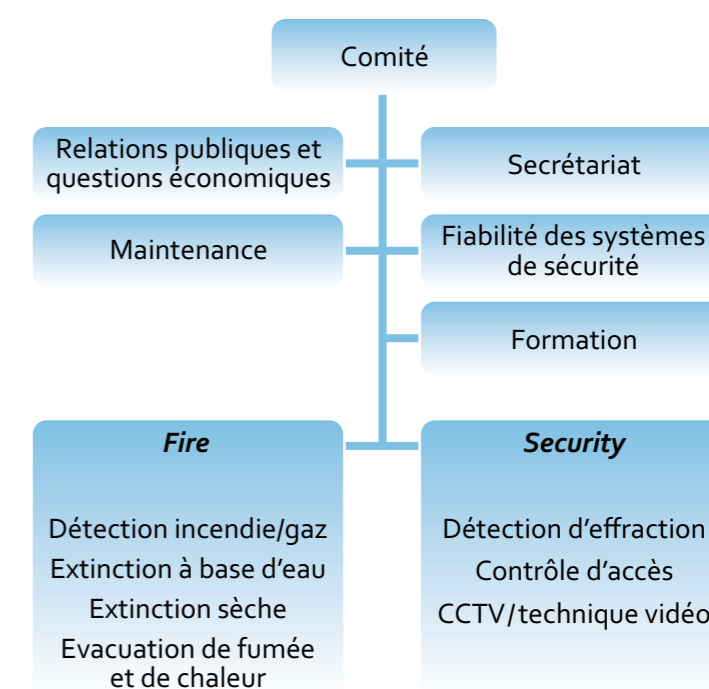 Comité
Relations publiques et
questions économiques
Secrétariat
Maintenance
Fiabilité des systèmes
de sécurité
Formation
Fire
Détection incendie/gaz
Extinction à base d’eau
Extinction sèche
Evacuation de fumée
et de chaleur
Security
Détection d’effraction
Contrôle d’accès
CCTV/technique vidéo